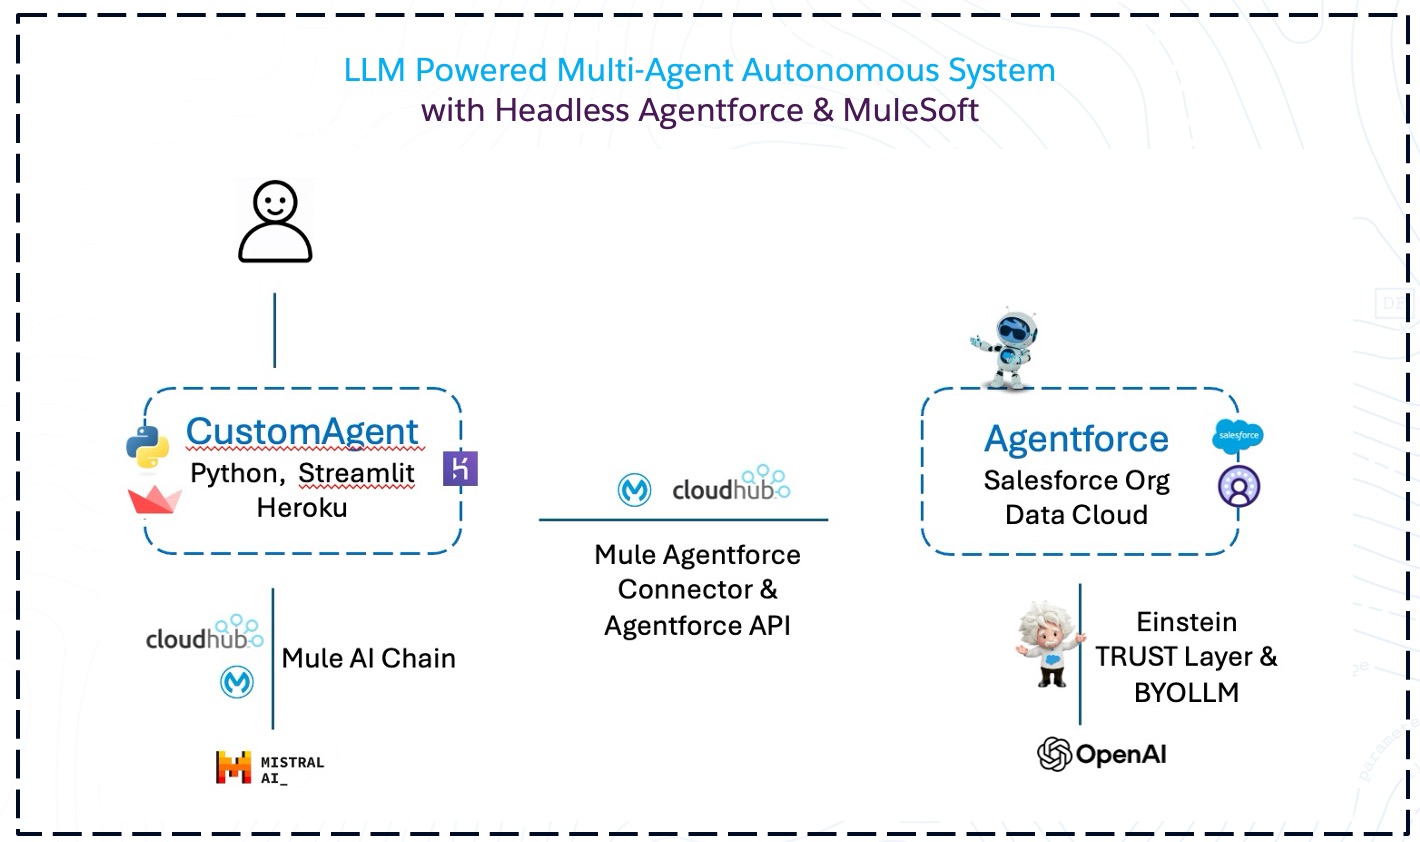 LLM Powered Multi-Agent Autonomous System
with Headless Agentforce & MuleSoft
CustomAgent
Python, Streamlit
Heroku
cloudhub
Mule Agentforce
Connector &
Agentforce API
Agentforce
Salesforce Org
Data Cloud
salesforce
cloudhub
Mule AI Chain
MISTRAL
AI_
Einstein
TRUST Layer &
BYOLLM
OpenAI